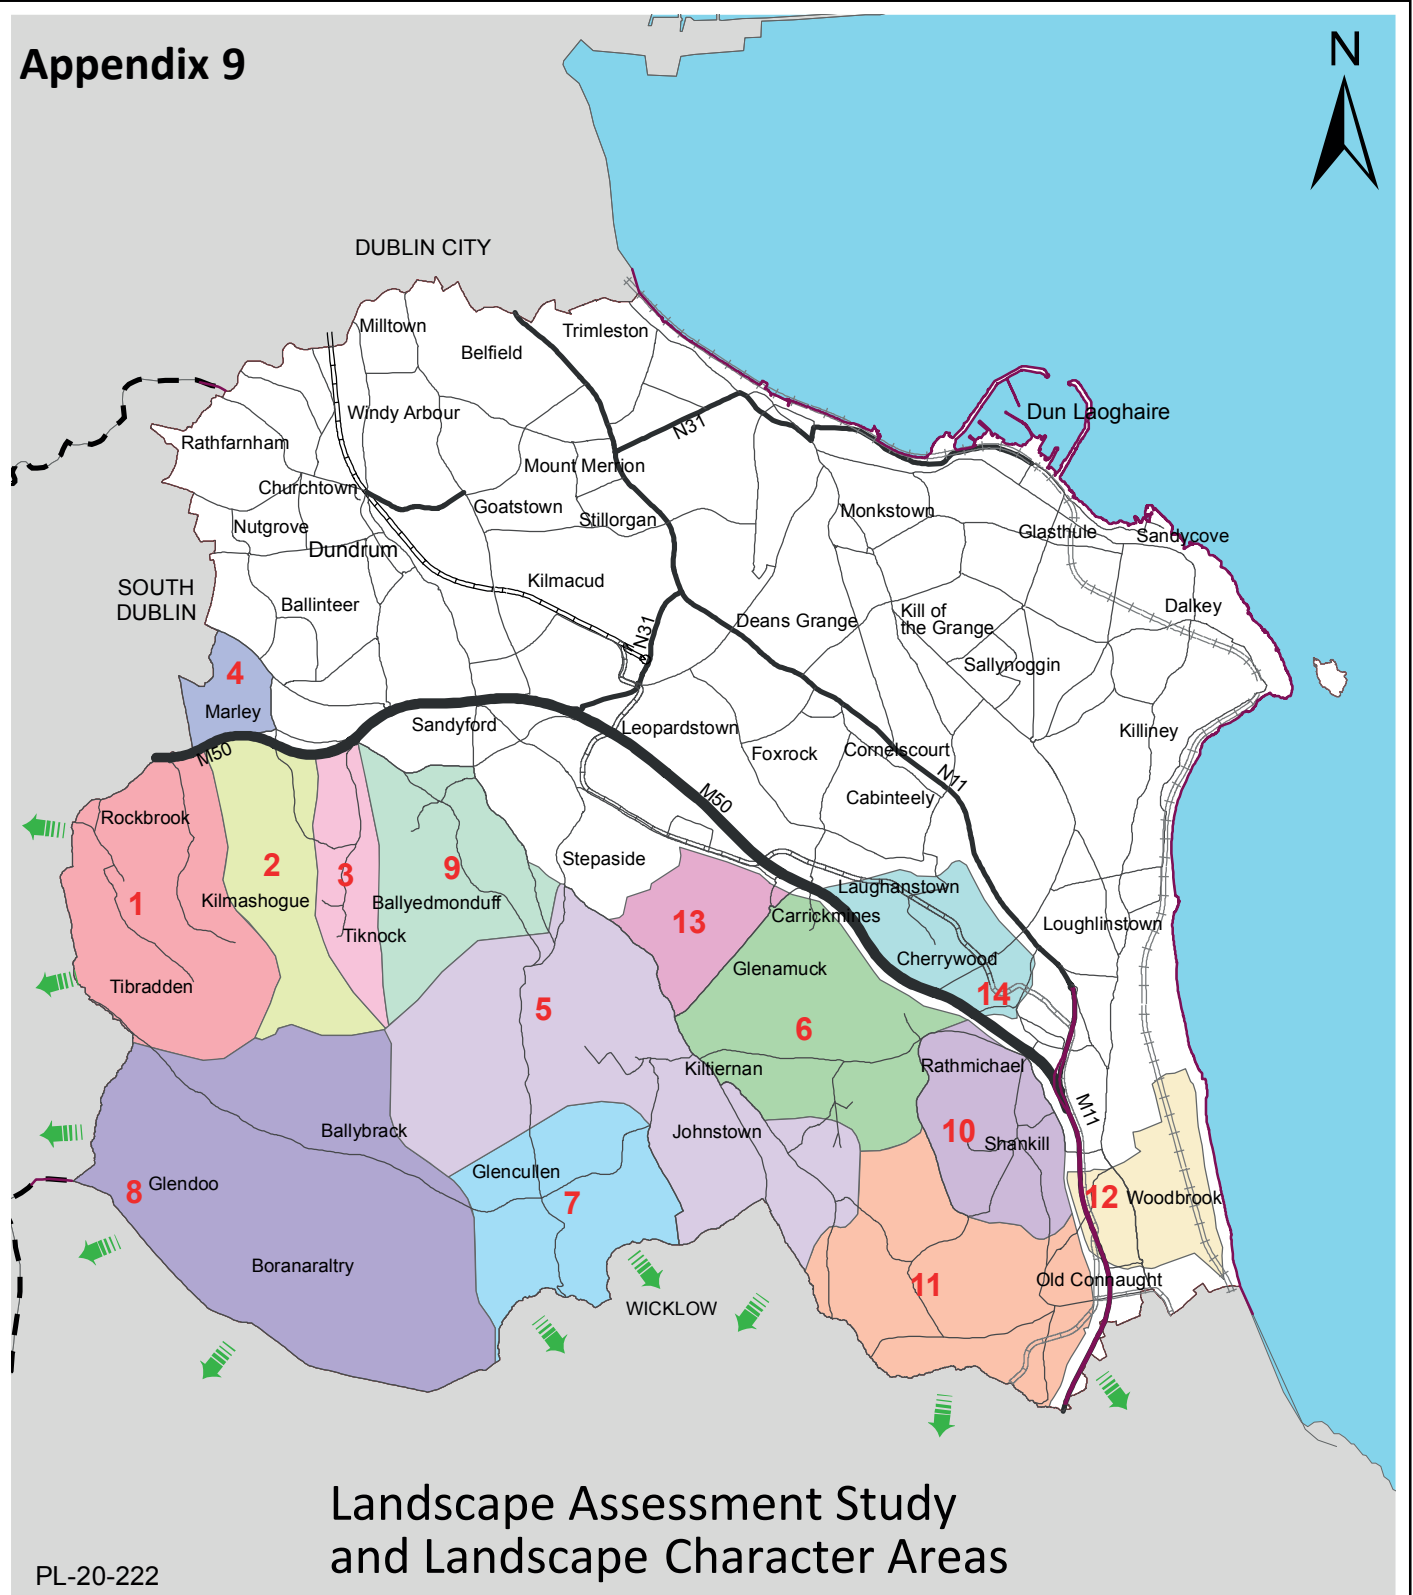 Appendix 9
N
DUBLIN CITY
Milltown
Trimleston
Belfield
Windy Arbour
Dun Laoghaire
N31
Rathfarnham
Mount Merrion
Churchtown
Goatstown
Monkstown
Stillorgan
Nutgrove
Glasthule
Sandycove
Dundrum
Kilmacud
SOUTH
DUBLIN
Ballinteer
Dalkey
Kill of
the Grange
Deans Grange
N31
Sallynoggin
4
Marley
Sandyford
Leopardstown
Killiney
M50
Foxrock
Cornelscourt
N11
M50
Cabinteely
Rockbrook
Stepaside
2
3
9
Laughanstown
1
Kilmashogue
Ballyedmonduff
13
Carrickmines
Loughlinstown
Tiknock
Cherrywood
Glenamuck
Tibradden
14
5
6
Kiltiernan
Rathmichael
M11
Ballybrack
Johnstown
10
Shankill
Glencullen
8
Glendoo
7
12
Woodbrook
Boranaraltry
11
Old Connaught
WICKLOW
Landscape Assessment Study
and Landscape Character Areas
PL-20-222